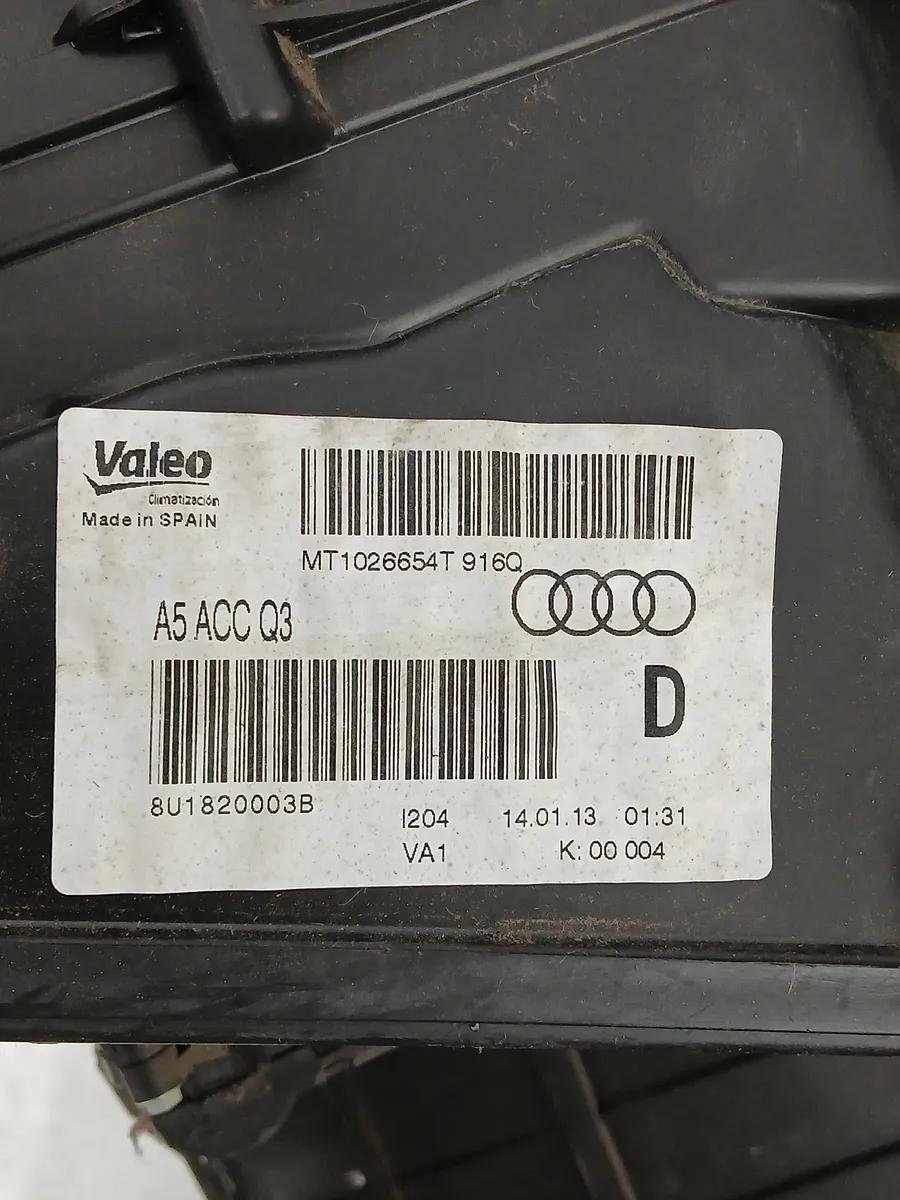 Valeo
Climatización
Made in SPAIN
MT1026654T 916Q
A5 ACC Q3
D
8U1820003B
I204 14.01.13 01:31
VA1 K: 00 004